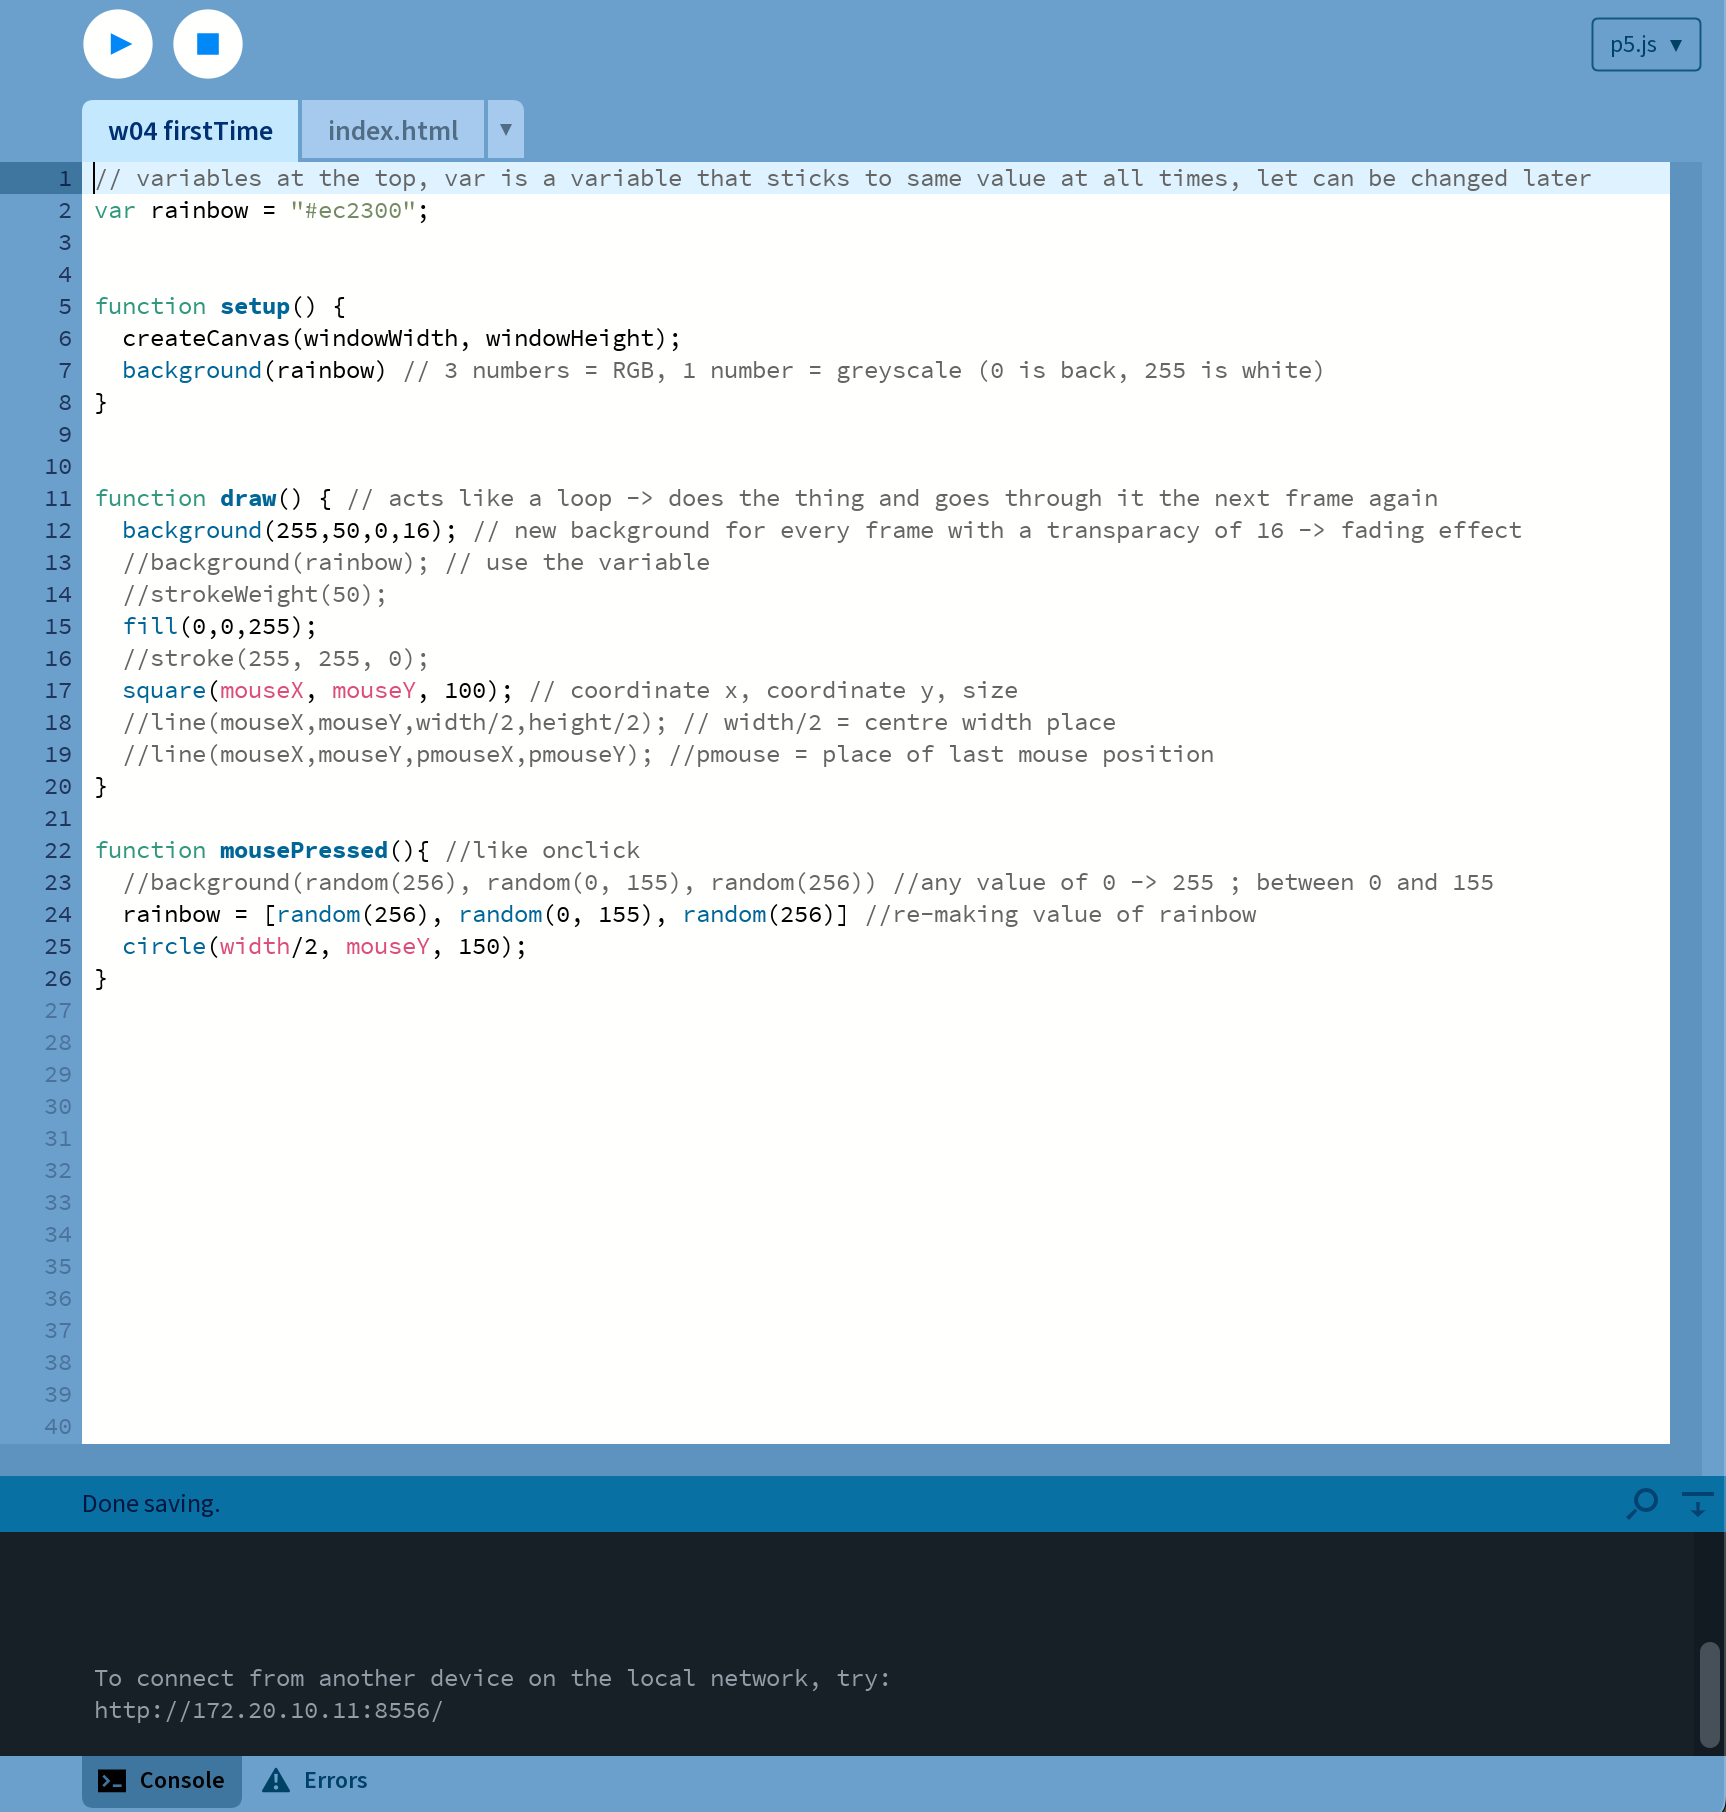 p5.js ▼
w04 firstTime index.html ▼
1 // variables at the top, var is a variable that sticks to same value at all times, let can be changed later
2 var rainbow = "#ec2300";
3
4
5 function setup() {
6   createCanvas(windowWidth, windowHeight);
7   background(rainbow) // 3 numbers = RGB, 1 number = greyscale (0 is back, 255 is white)
8 }
9
10
11 function draw() { // acts like a loop -> does the thing and goes through it the next frame again
12   background(255,50,0,16); // new background for every frame with a transparacy of 16 -> fading effect
13   //background(rainbow); // use the variable
14   //strokeWeight(50);
15   fill(0,0,255);
16   //stroke(255, 255, 0);
17   square(mouseX, mouseY, 100); // coordinate x, coordinate y, size
18   //line(mouseX,mouseY,width/2,height/2); // width/2 = centre width place
19   //line(mouseX,mouseY,pmouseX,pmouseY); //pmouse = place of last mouse position
20 }
21
22 function mousePressed(){ //like onclick
23   //background(random(256), random(0, 155), random(256)) //any value of 0 -> 255 ; between 0 and 155
24   rainbow = [random(256), random(0, 155), random(256)] //re-making value of rainbow
25   circle(width/2, mouseY, 150);
26 }
27
28
29
30
31
32
33
34
35
36
37
38
39
40
Done saving.
To connect from another device on the local network, try:
http://172.20.10.11:8556/
Console Errors